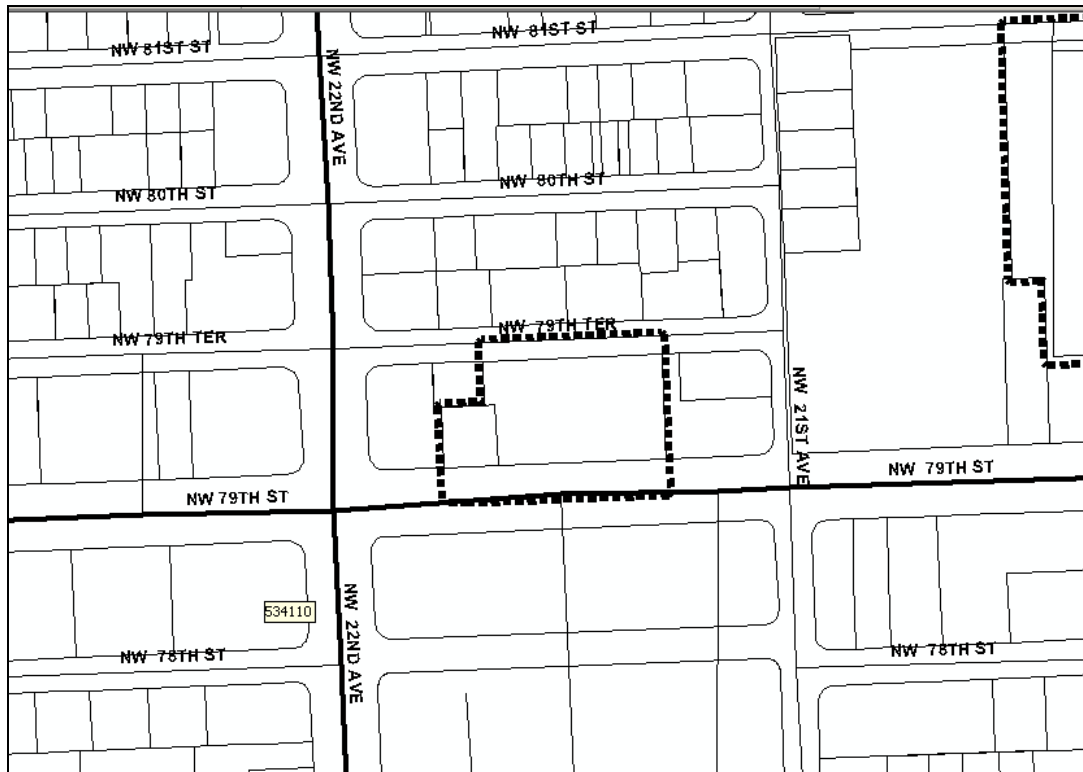 NW 81ST ST
NW 81ST ST
NW 22ND AVE
NW 80TH ST
NW 80TH ST
NW 79TH TER
NW 79TH TER
NW 21ST AVE
NW 79TH ST
NW 79TH ST
534110
NW 22ND AVE
NW 78TH ST
NW 78TH ST